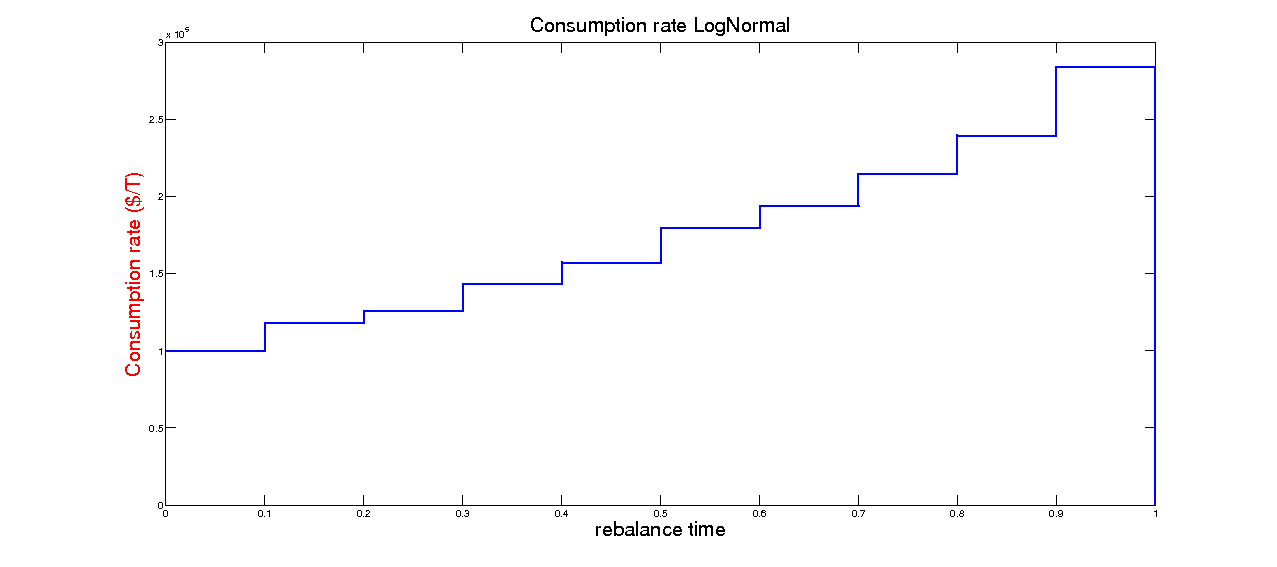 Consumption rate LogNormal
x 10^5
3
2.5
2
1.5
1
0.5
0
Consumption rate ($/T)
0 0.1 0.2 0.3 0.4 0.5 0.6 0.7 0.8 0.9 1
rebalance time